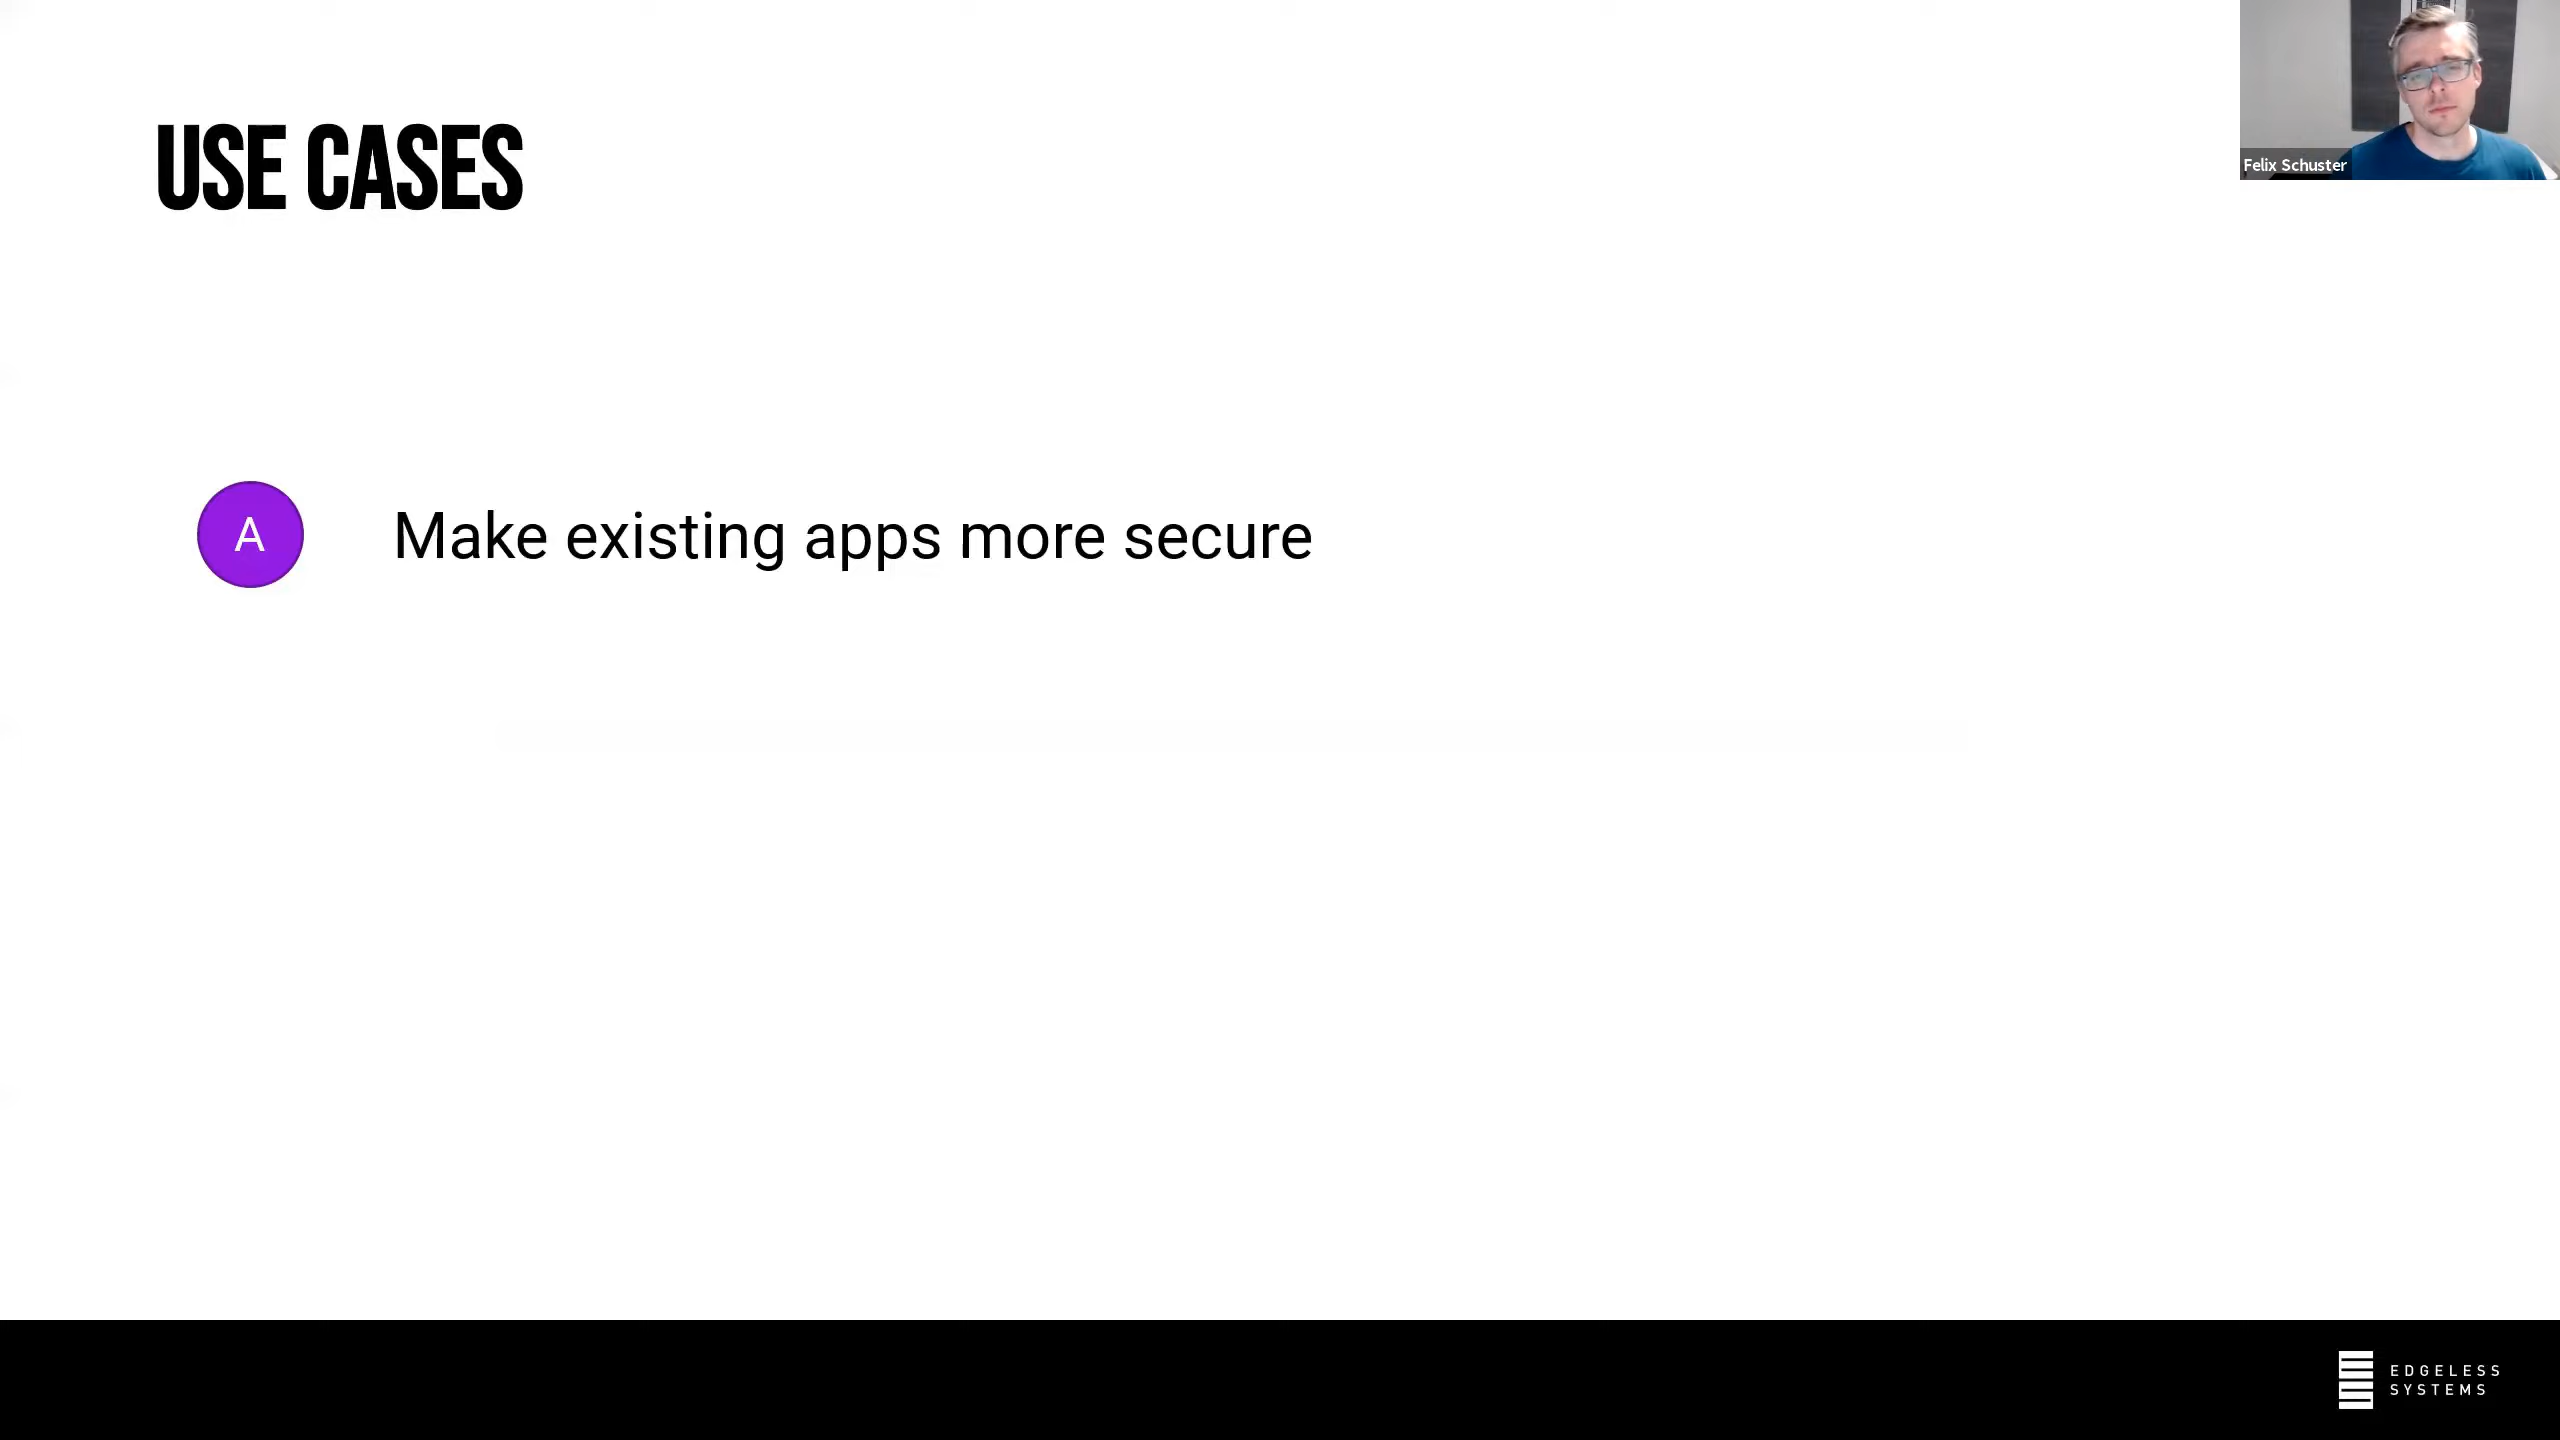 USE CASES
Felix Schuster
A
Make existing apps more secure
EDGELESS
SYSTEMS